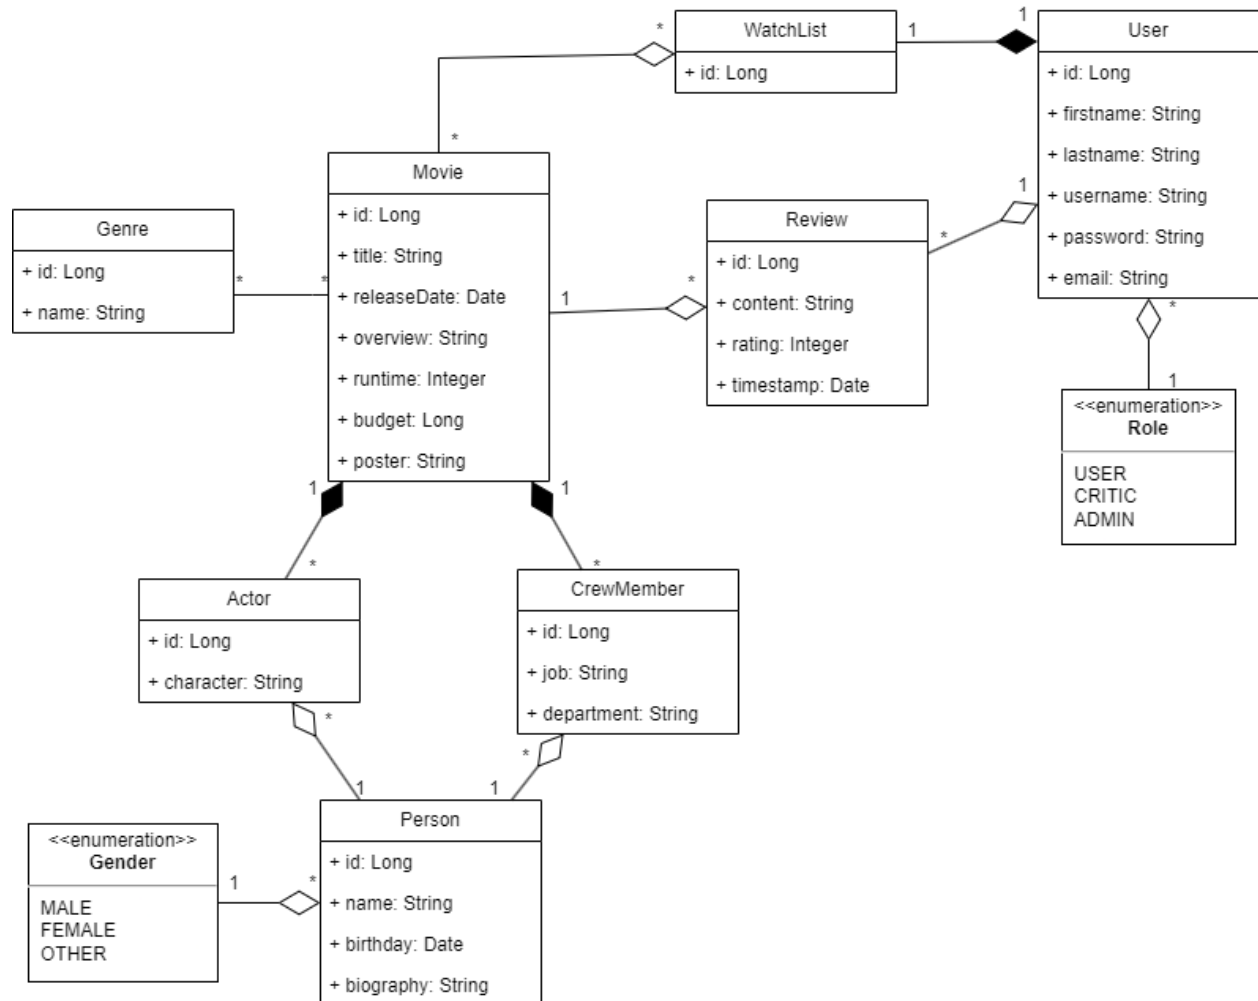 WatchList
+ id: Long
*
1
1
User
+ id: Long
+ firstname: String
+ lastname: String
+ username: String
+ password: String
+ email: String
*
Movie
+ id: Long
+ title: String
+ releaseDate: Date
+ overview: String
+ runtime: Integer
+ budget: Long
+ poster: String
Genre
+ id: Long
+ name: String
*
*
Review
+ id: Long
+ content: String
+ rating: Integer
+ timestamp: Date
1
*
*
1
*
1
<<enumeration>>
Role
USER
CRITIC
ADMIN
1
1
*
*
Actor
+ id: Long
+ character: String
CrewMember
+ id: Long
+ job: String
+ department: String
*
*
1
1
Person
+ id: Long
+ name: String
+ birthday: Date
+ biography: String
<<enumeration>>
Gender
MALE
FEMALE
OTHER
1
*